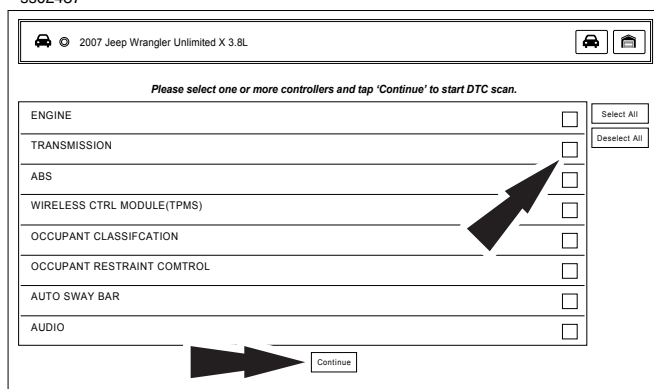 2007 Jeep Wrangler Unlimited X 3.8L
Please select one or more controllers and tap ‘Continue’ to start DTC scan.
ENGINE
Select All
TRANSMISSION
Deselect All
ABS
WIRELESS CTRL MODULE(TPMS)
OCCUPANT CLASSIFCATION
OCCUPANT RESTRAINT COMTROL
AUTO SWAY BAR
AUDIO
Continue